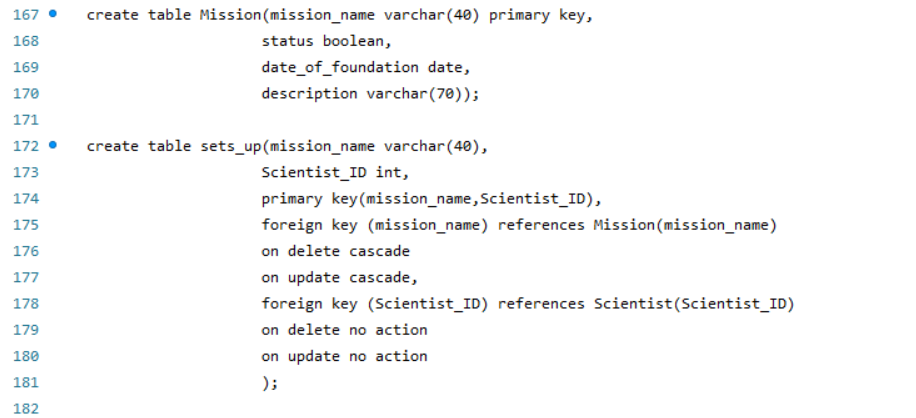 167 create table Mission(mission_name varchar(40) primary key,
168 status boolean,
169 date_of_foundation date,
170 description varchar(70));
171
172 create table sets_up(mission_name varchar(40),
173 Scientist_ID int,
174 primary key(mission_name,Scientist_ID),
175 foreign key (mission_name) references Mission(mission_name)
176 on delete cascade
177 on update cascade,
178 foreign key (Scientist_ID) references Scientist(Scientist_ID)
179 on delete no action
180 on update no action
181 );
182